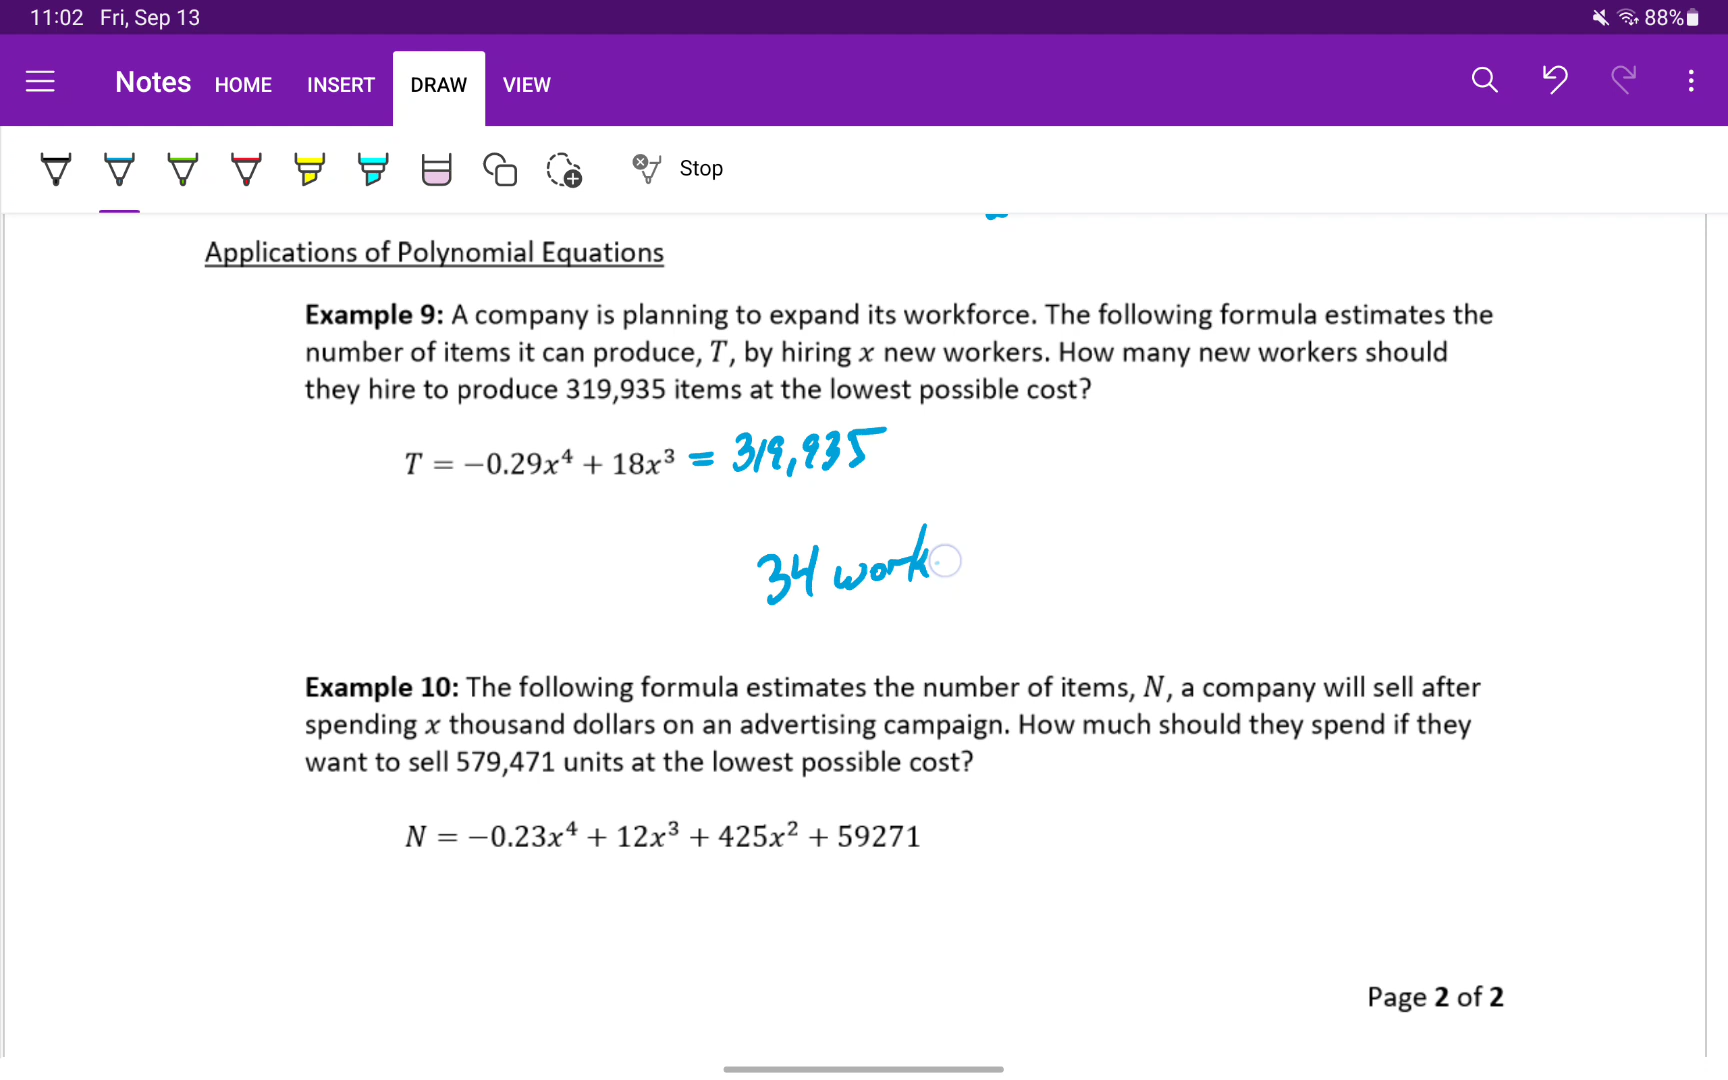 11:02 Fri, Sep 13 88%
Notes HOME INSERT DRAW VIEW
Stop
Applications of Polynomial Equations
Example 9: A company is planning to expand its workforce. The following formula estimates the
number of items it can produce, T, by hiring x new workers. How many new workers should
they hire to produce 319,935 items at the lowest possible cost?
T = −0.29x⁴ + 18x³ = 319,935
34 work
Example 10: The following formula estimates the number of items, N, a company will sell after
spending x thousand dollars on an advertising campaign. How much should they spend if they
want to sell 579,471 units at the lowest possible cost?
N = −0.23x⁴ + 12x³ + 425x² + 59271
Page 2 of 2